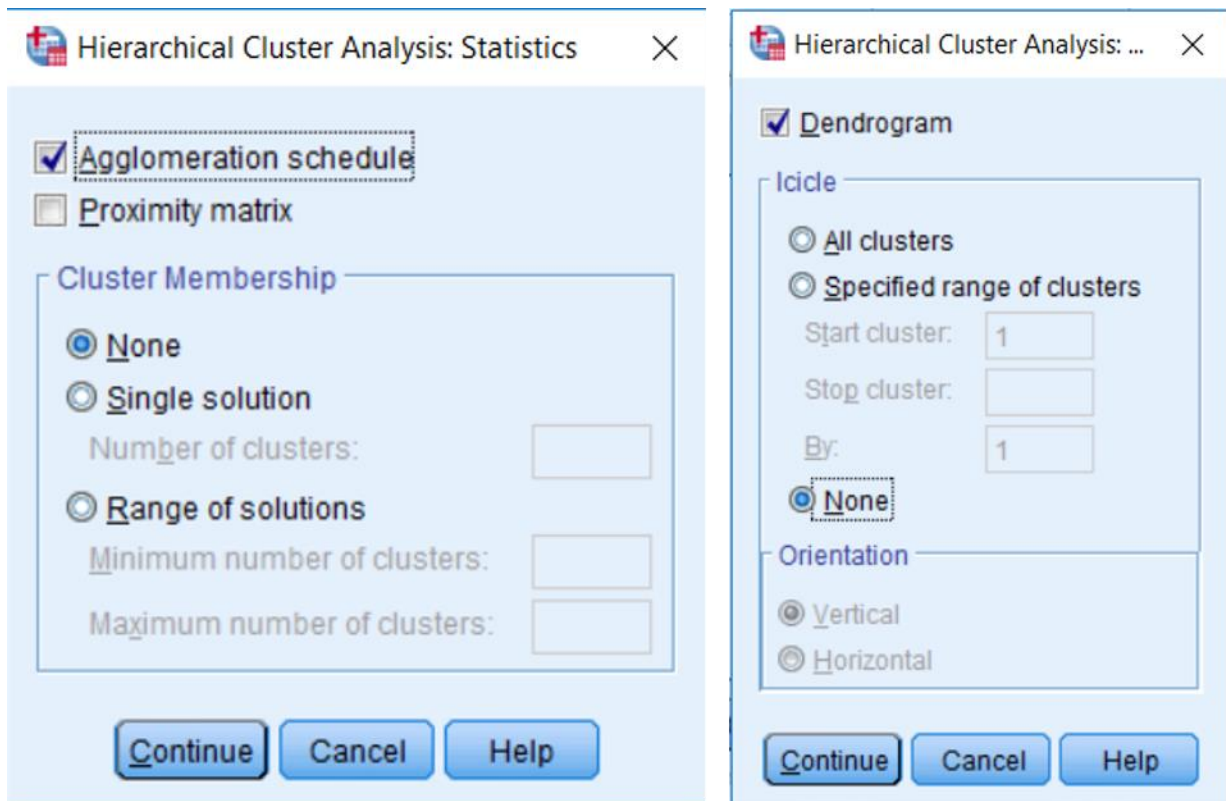 Hierarchical Cluster Analysis: Statistics
Agglomeration schedule
Proximity matrix
Cluster Membership
None
Single solution
Number of clusters:
Range of solutions
Minimum number of clusters:
Maximum number of clusters:
Continue Cancel Help
Hierarchical Cluster Analysis: ...
Dendrogram
Icicle
All clusters
Specified range of clusters
Start cluster: 1
Stop cluster:
By: 1
None
Orientation
Vertical
Horizontal
Continue Cancel Help